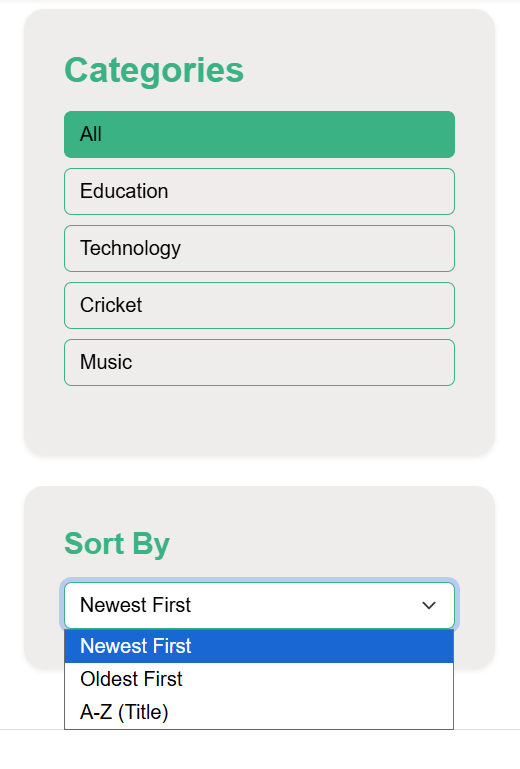 Categories
All
Education
Technology
Cricket
Music
Sort By
Newest First
Newest First
Oldest First
A-Z (Title)